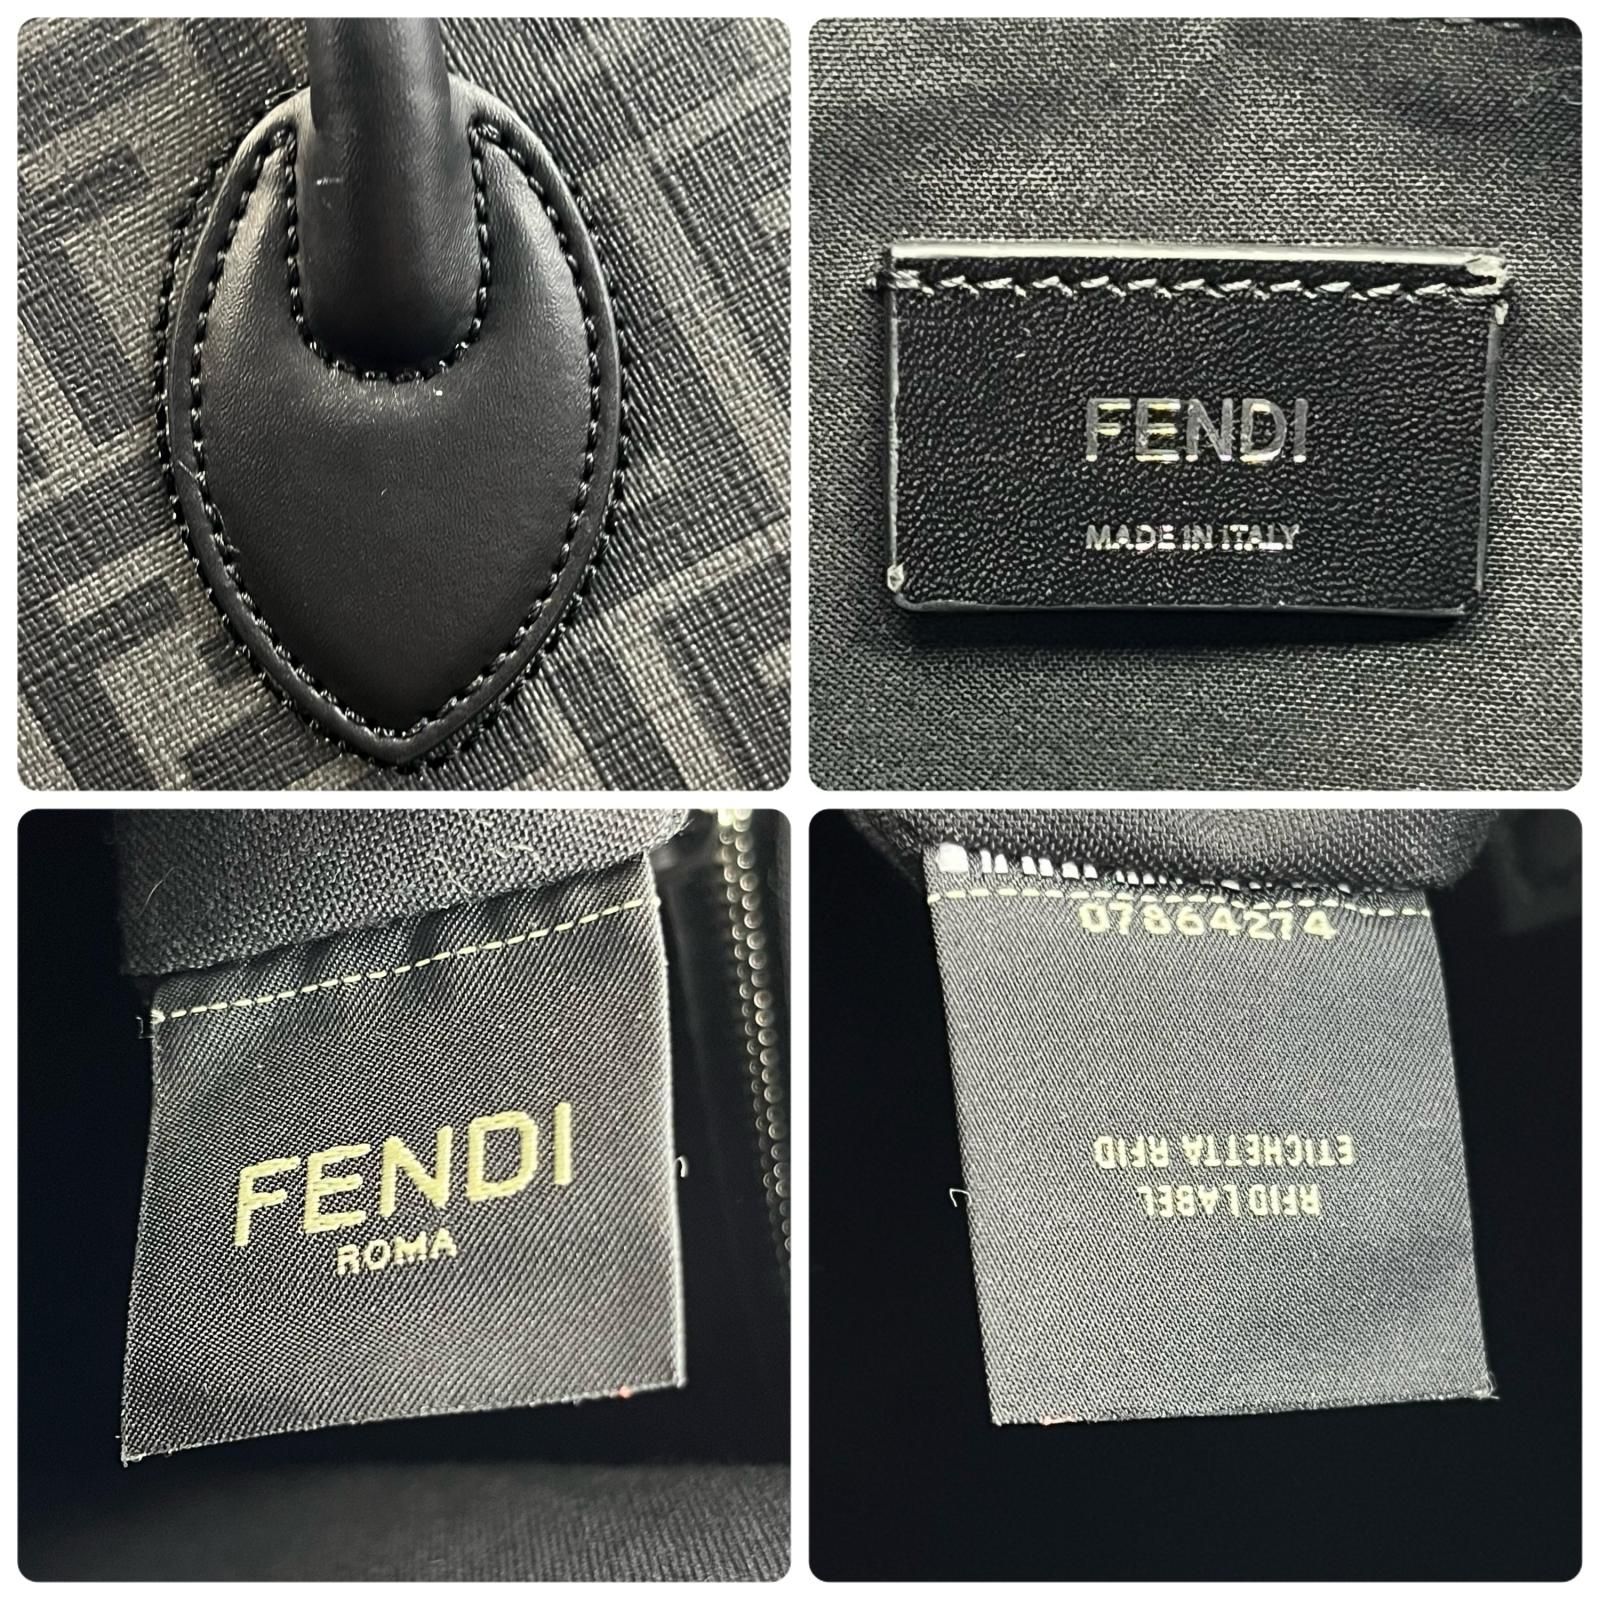 FENDI
MADE IN ITALY
FENDI
ROMA
07864274
ETICHETTA RFID
RFID LABEL